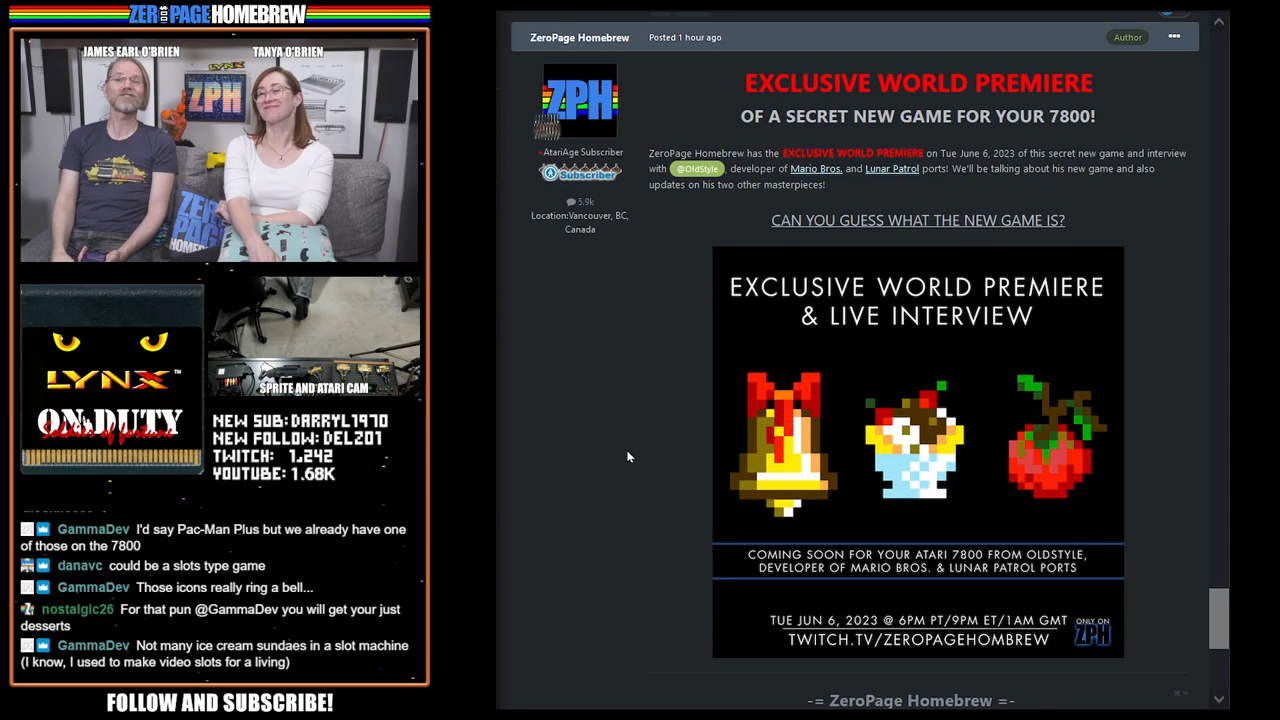 ZEROPAGE HOMEBREW
JAMES EARL O'BRIEN
TANYA O'BRIEN
LYNX
ZPH
ZERO
PAGE
HOMEBREW
LYNX™
ON DUTY
SPRITE AND ATARI CAM
NEW SUB:DARRYL1970
NEW FOLLOW:DELZ01
TWITCH: 1,242
YOUTUBE: 1.68K
GammaDev I'd say Pac-Man Plus but we already have one
of those on the 7800
danavc could be a slots type game
GammaDev Those icons really ring a bell...
nostalgic26 For that pun @GammaDev you will get your just
desserts
GammaDev Not many ice cream sundaes in a slot machine
(I know, I used to make video slots for a living)
FOLLOW AND SUBSCRIBE!
ZeroPage Homebrew
Posted 1 hour ago
Author
ZPH
+AtariAge Subscriber
Subscriber
5.9k
Location:Vancouver, BC,
Canada
EXCLUSIVE WORLD PREMIERE
OF A SECRET NEW GAME FOR YOUR 7800!
ZeroPage Homebrew has the EXCLUSIVE WORLD PREMIERE on Tue June 6, 2023 of this secret new game and interview
with @OldStyle, developer of Mario Bros. and Lunar Patrol ports! We'll be talking about his new game and also
updates on his two other masterpieces!
CAN YOU GUESS WHAT THE NEW GAME IS?
EXCLUSIVE WORLD PREMIERE
& LIVE INTERVIEW
COMING SOON FOR YOUR ATARI 7800 FROM OLDSTYLE,
DEVELOPER OF MARIO BROS. & LUNAR PATROL PORTS
TUE JUN 6, 2023 @ 6PM PT/9PM ET/1AM GMT
TWITCH.TV/ZEROPAGEHOMBREW
ONLY ON
ZPH
-= ZeroPage Homebrew =-